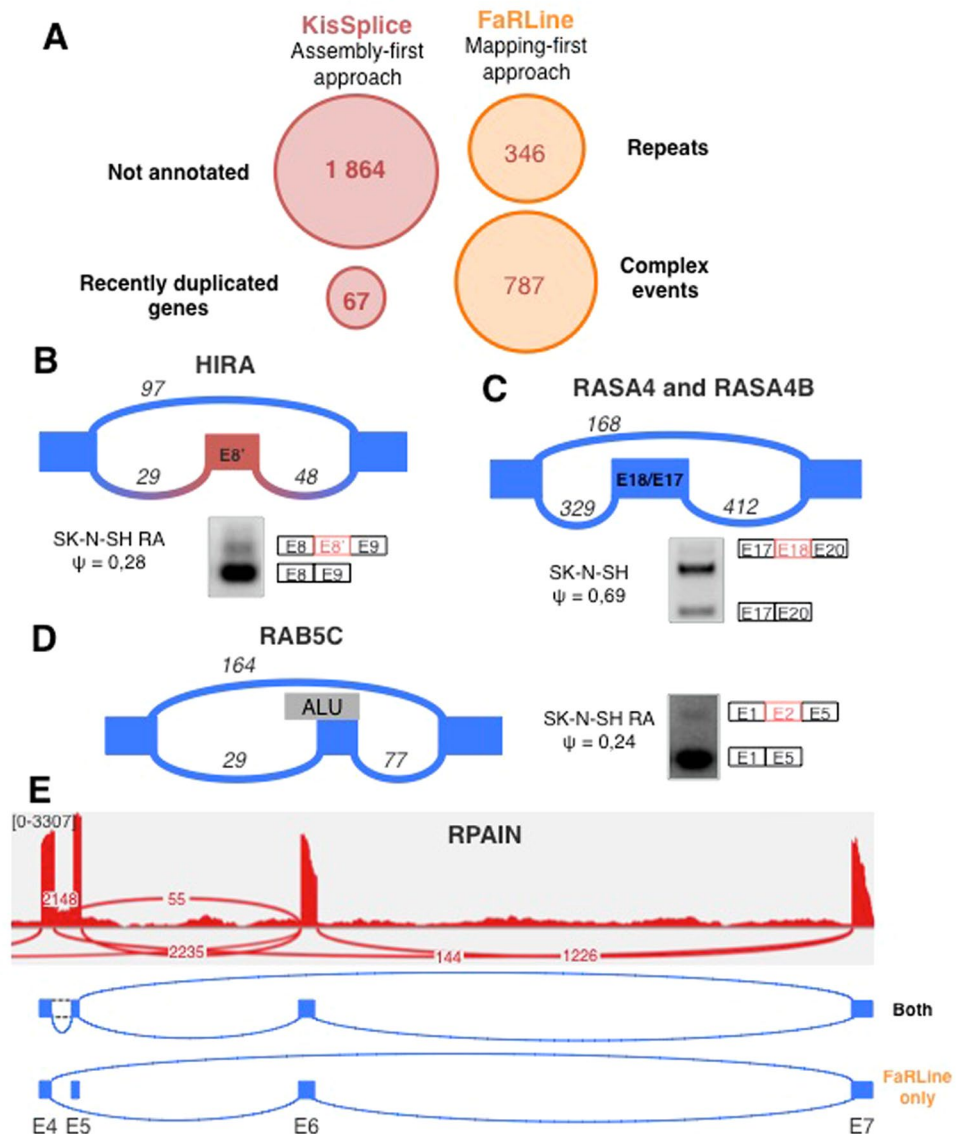 A
KisSplice
Assembly-first
approach
FaRLine
Mapping-first
approach
Not annotated
1 864
346
Repeats
Recently duplicated
genes
67
787
Complex
events
B
HIRA
97
E8'
29
48
SK-N-SH RA
ψ = 0,28
E8 E8' E9
E8 E9
C
RASA4 and RASA4B
168
E18/E17
329
412
SK-N-SH
ψ = 0,69
E17 E18 E20
E17 E20
D
RAB5C
164
ALU
29
77
SK-N-SH RA
ψ = 0,24
E1 E2 E5
E1 E5
E
[0-3307]
RPAIN
2148
55
2235
144
1226
Both
FaRLine
only
E4 E5 E6 E7